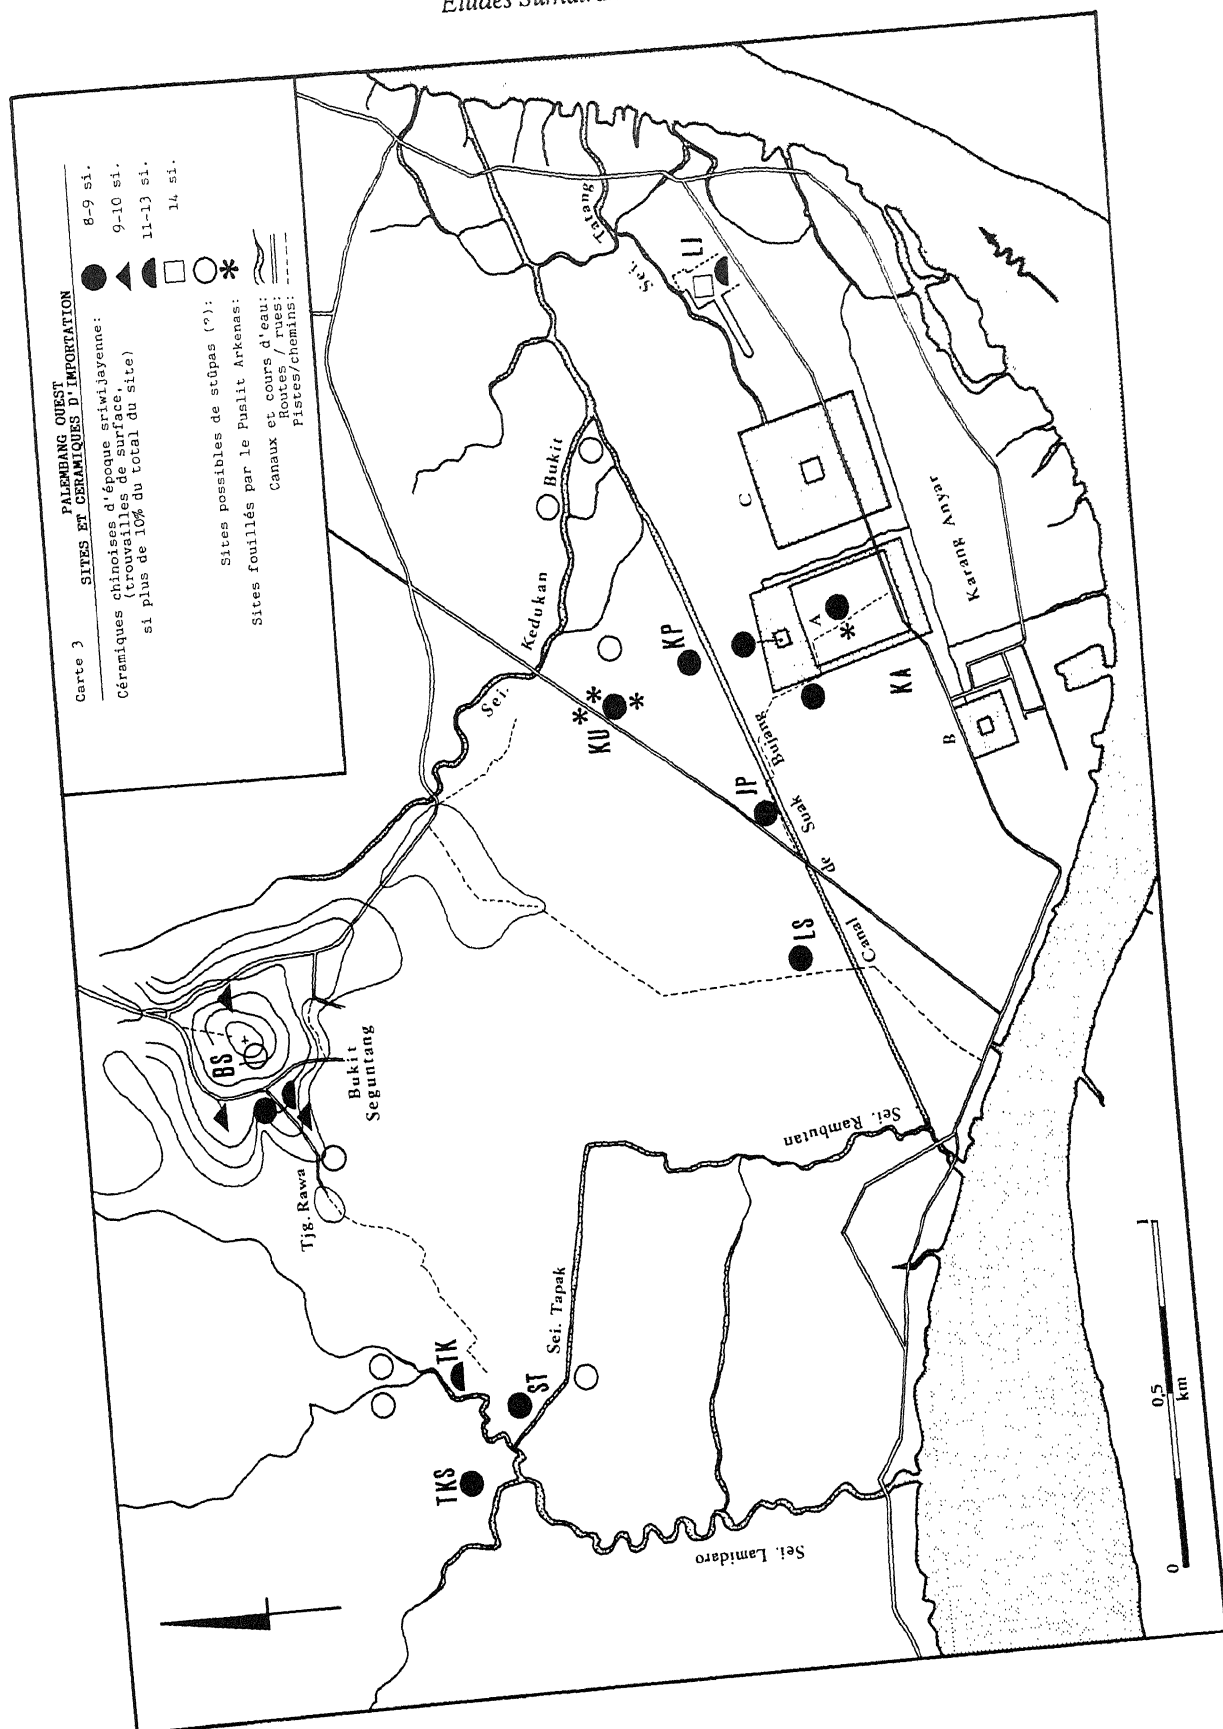 Etudes Sumatra
Carte 3
PALEMBANG OUEST
SITES ET CERAMIQUES D'IMPORTATION
Céramiques chinoises d'époque sriwijayenne:
(trouvailles de surface,
si plus de 10% du total du site)
8-9 si.
9-10 si.
11-13 si.
14 si.
Sites possibles de stûpas (?):
Sites fouillés par le Puslit Arkenas:
Canaux et cours d'eau:
Routes / rues:
Pistes/chemins:
Sei. Tatang
LJ
Bukit
Kedukan
Sei.
C
A
Karang Anyar
KP
KU
KA
B
JP
Canal de Suak Bujang
LS
BS
Bukit
Seguntang
Tjg. Rawa
Sei. Rambutan
Sei. Tapak
TK
ST
TKS
Sei. Lamidaro
0
0,5
1
km